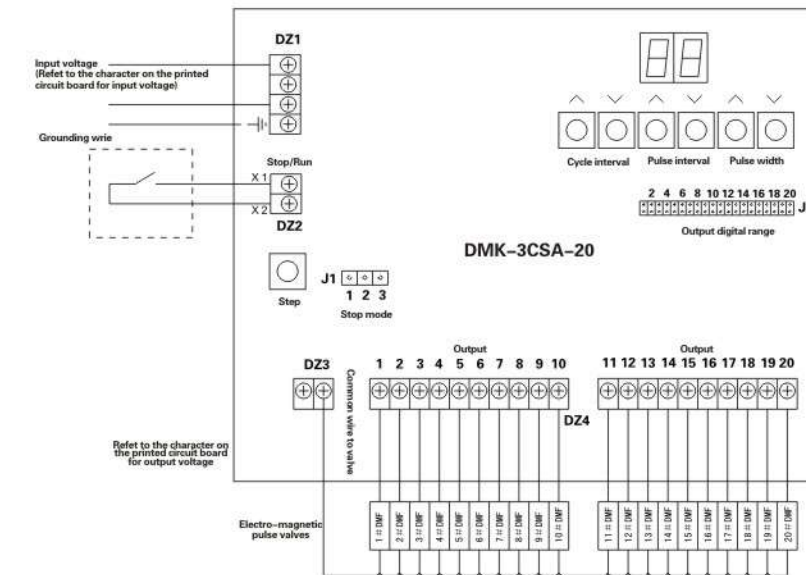 DZ1
Input voltage
(Refet to the character on the printed
circuit board for input voltage)
Grounding wrie
Stop/Run
X 1
X 2
DZ2
Cycle interval Pulse interval Pulse width
2 4 6 8 10 12 14 16 18 20
J
Output digital range
DMK-3CSA-20
Step
J1
1 2 3
Stop mode
DZ3
Output
1 2 3 4 5 6 7 8 9 10
Output
11 12 13 14 15 16 17 18 19 20
Common wire to valve
DZ4
Refet to the character on
the printed circuit board
for output voltage
Electro-magnetic
pulse valves
1#DMF
2#DMF
3#DMF
4#DMF
5#DMF
6#DMF
7#DMF
8#DMF
9#DMF
10#DMF
11#DMF
12#DMF
13#DMF
14#DMF
15#DMF
16#DMF
17#DMF
18#DMF
19#DMF
20#DMF